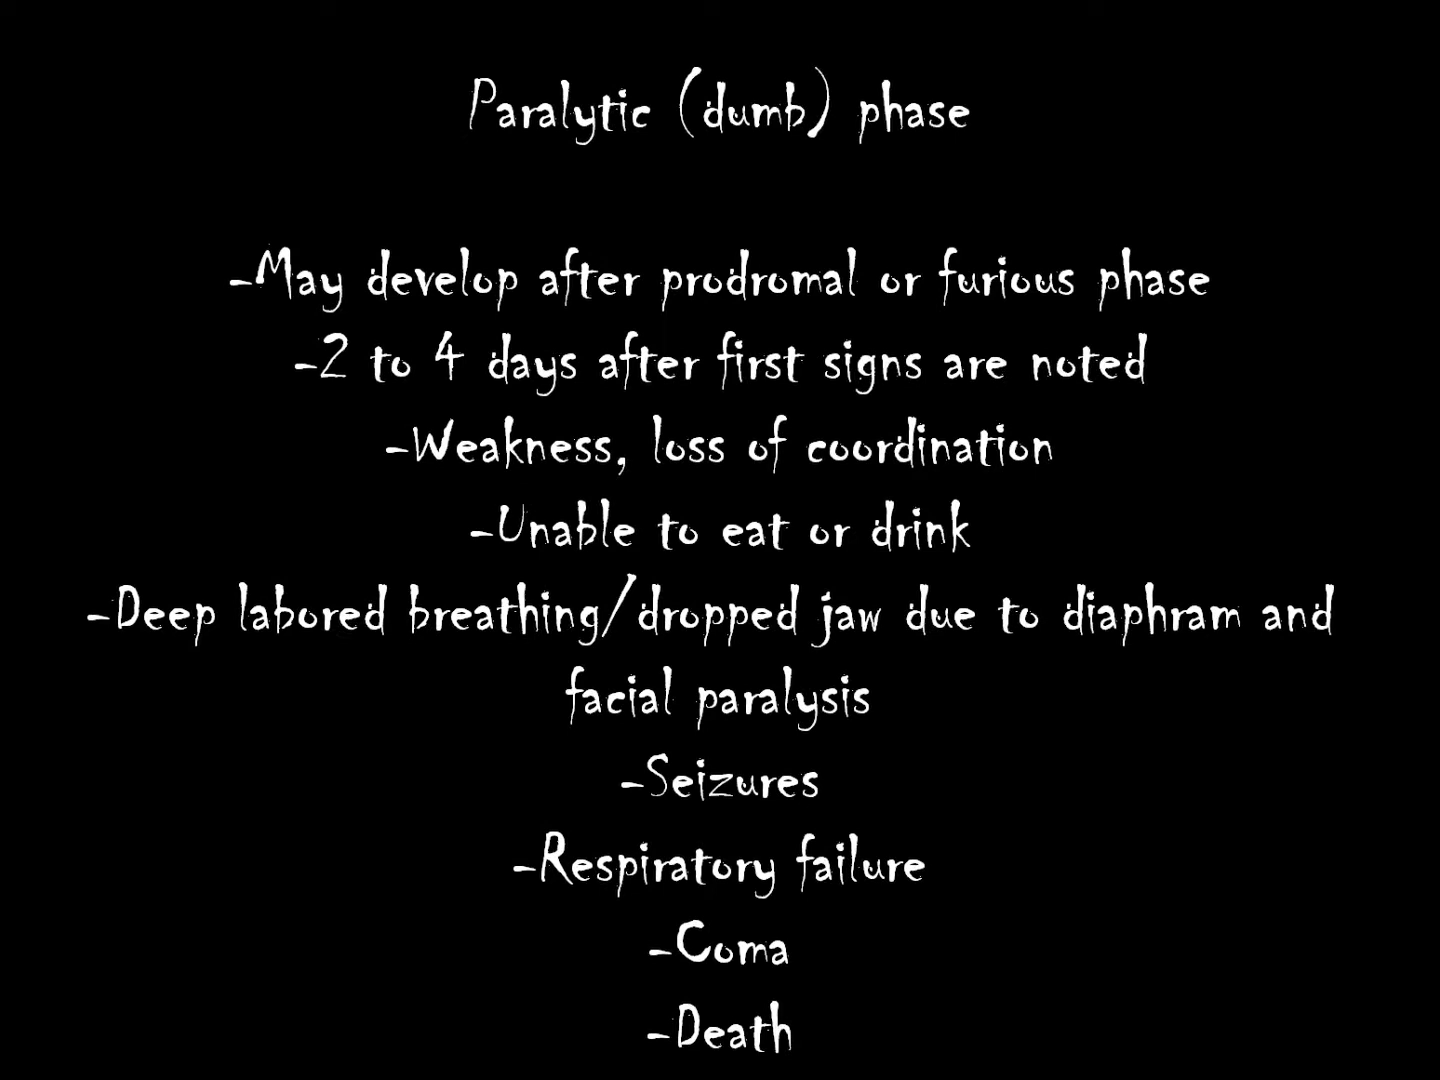 Paralytic (dumb) phase
-May develop after prodromal or furious phase
-2 to 4 days after first signs are noted
-Weakness, loss of coordination
-Unable to eat or drink
-Deep labored breathing/dropped jaw due to diaphram and
facial paralysis
-Seizures
-Respiratory failure
-Coma
-Death